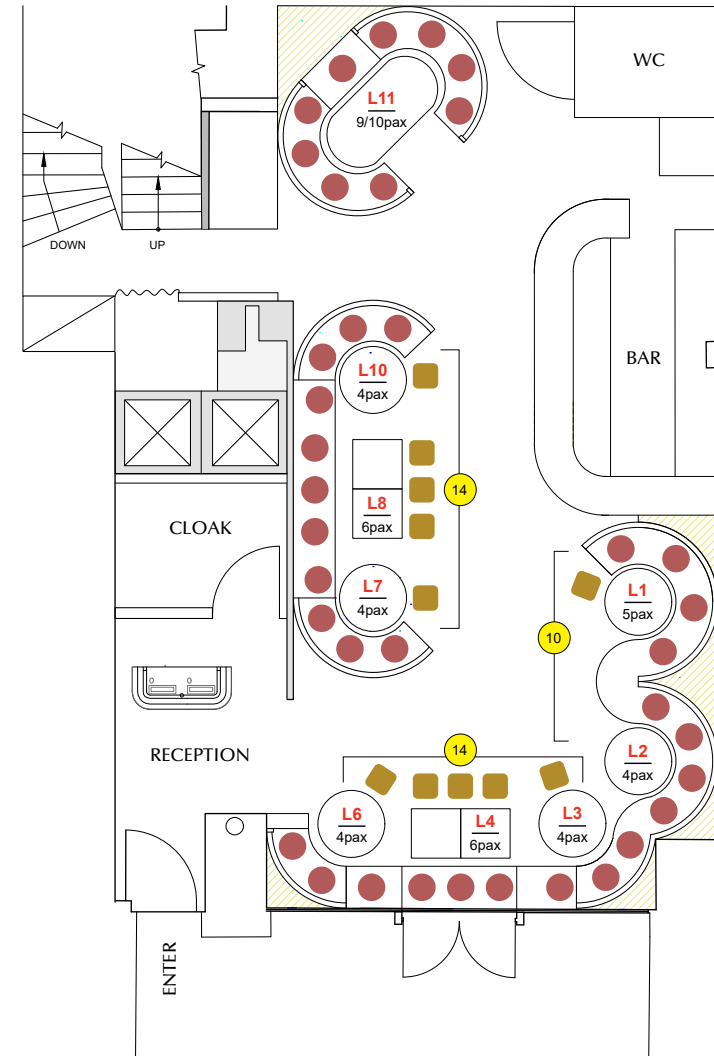 WC
L11
9/10pax
DOWN
UP
BAR
L10
4pax
14
L8
6pax
CLOAK
L7
4pax
L1
5pax
10
RECEPTION
14
L2
4pax
L6
4pax
L4
6pax
L3
4pax
ENTER